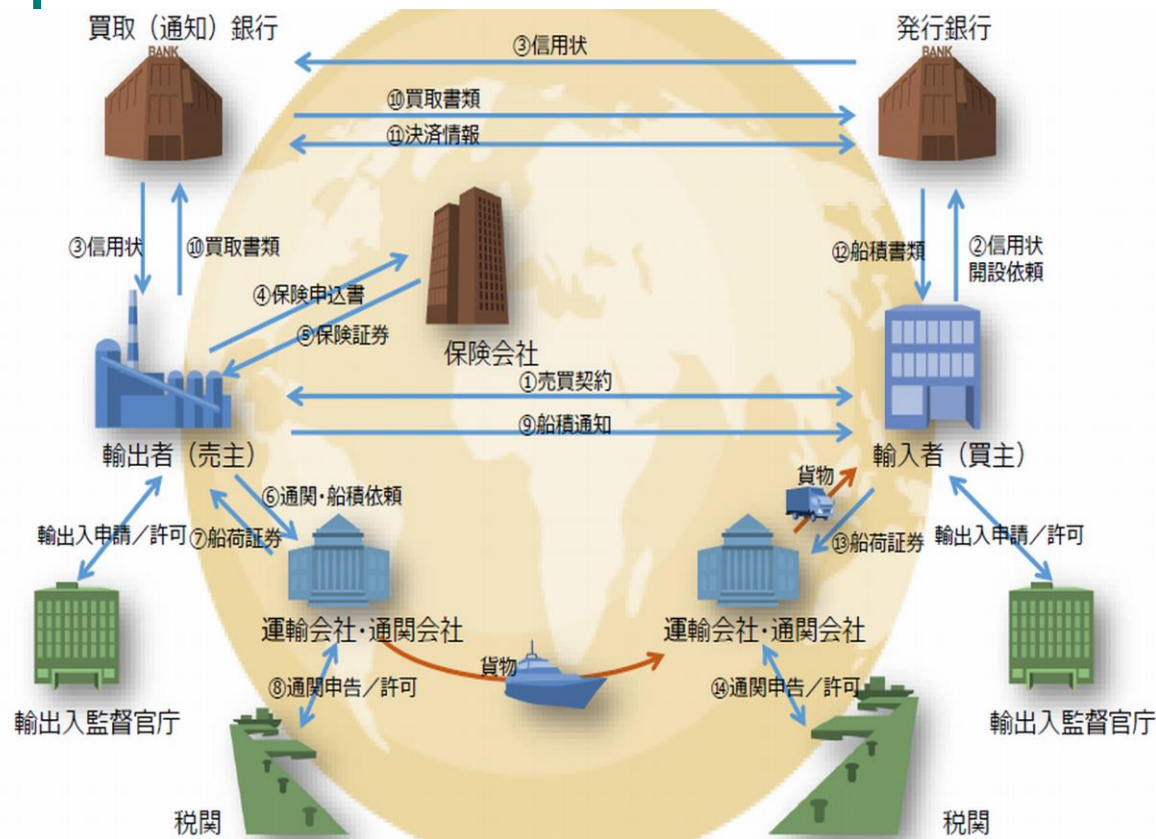 買取（通知）銀行
発行銀行
BANK
BANK
③信用状
⑩買取書類
⑪決済情報
③信用状
⑩買取書類
⑫船積書類
②信用状
開設依頼
④保険申込書
⑤保険証券
保険会社
①売買契約
⑨船積通知
輸出者（売主）
輸入者（買主）
貨物
⑥通関・船積依頼
輸出入申請／許可
⑦船荷証券
⑬船荷証券
輸出入申請／許可
運輸会社・通関会社
運輸会社・通関会社
貨物
⑧通関申告／許可
⑭通関申告／許可
輸出入監督官庁
輸出入監督官庁
税関
税関